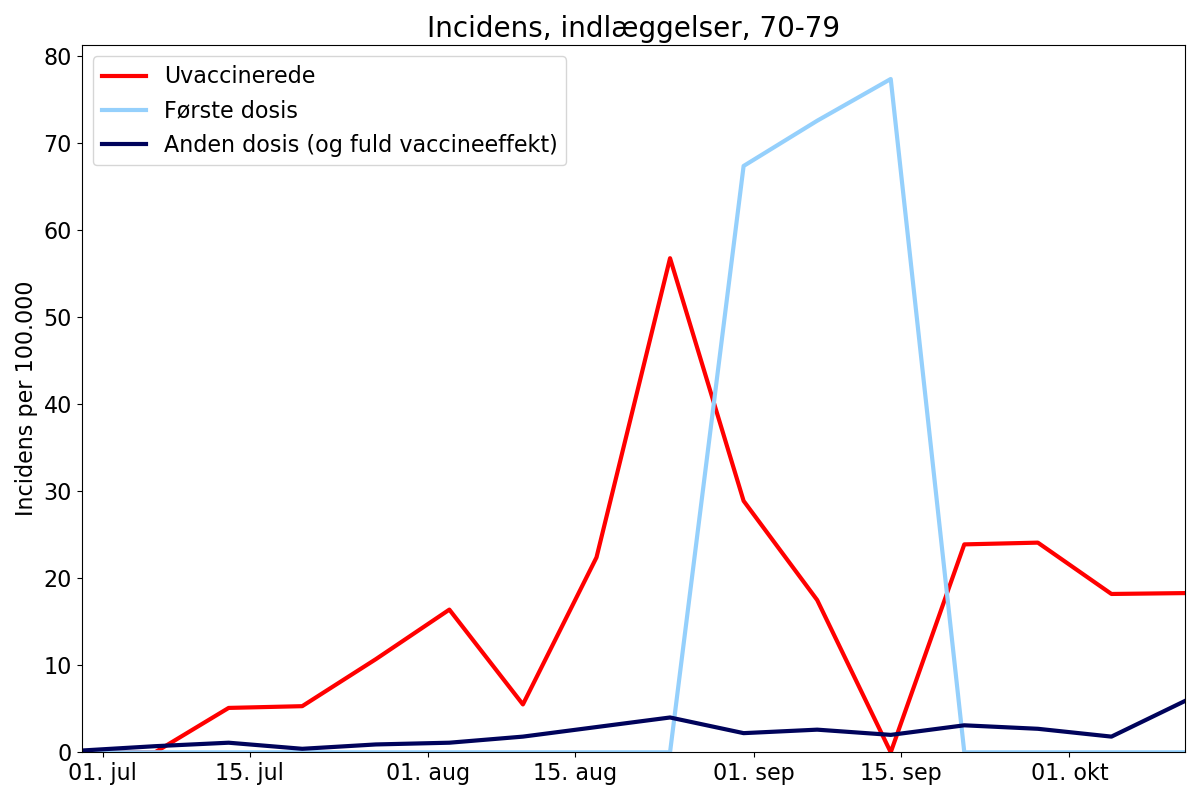 Incidens, indlæggelser, 70-79
Uvaccinerede
Første dosis
Anden dosis (og fuld vaccineeffekt)
Incidens per 100.000
80
70
60
50
40
30
20
10
0
01. jul
15. jul
01. aug
15. aug
01. sep
15. sep
01. okt